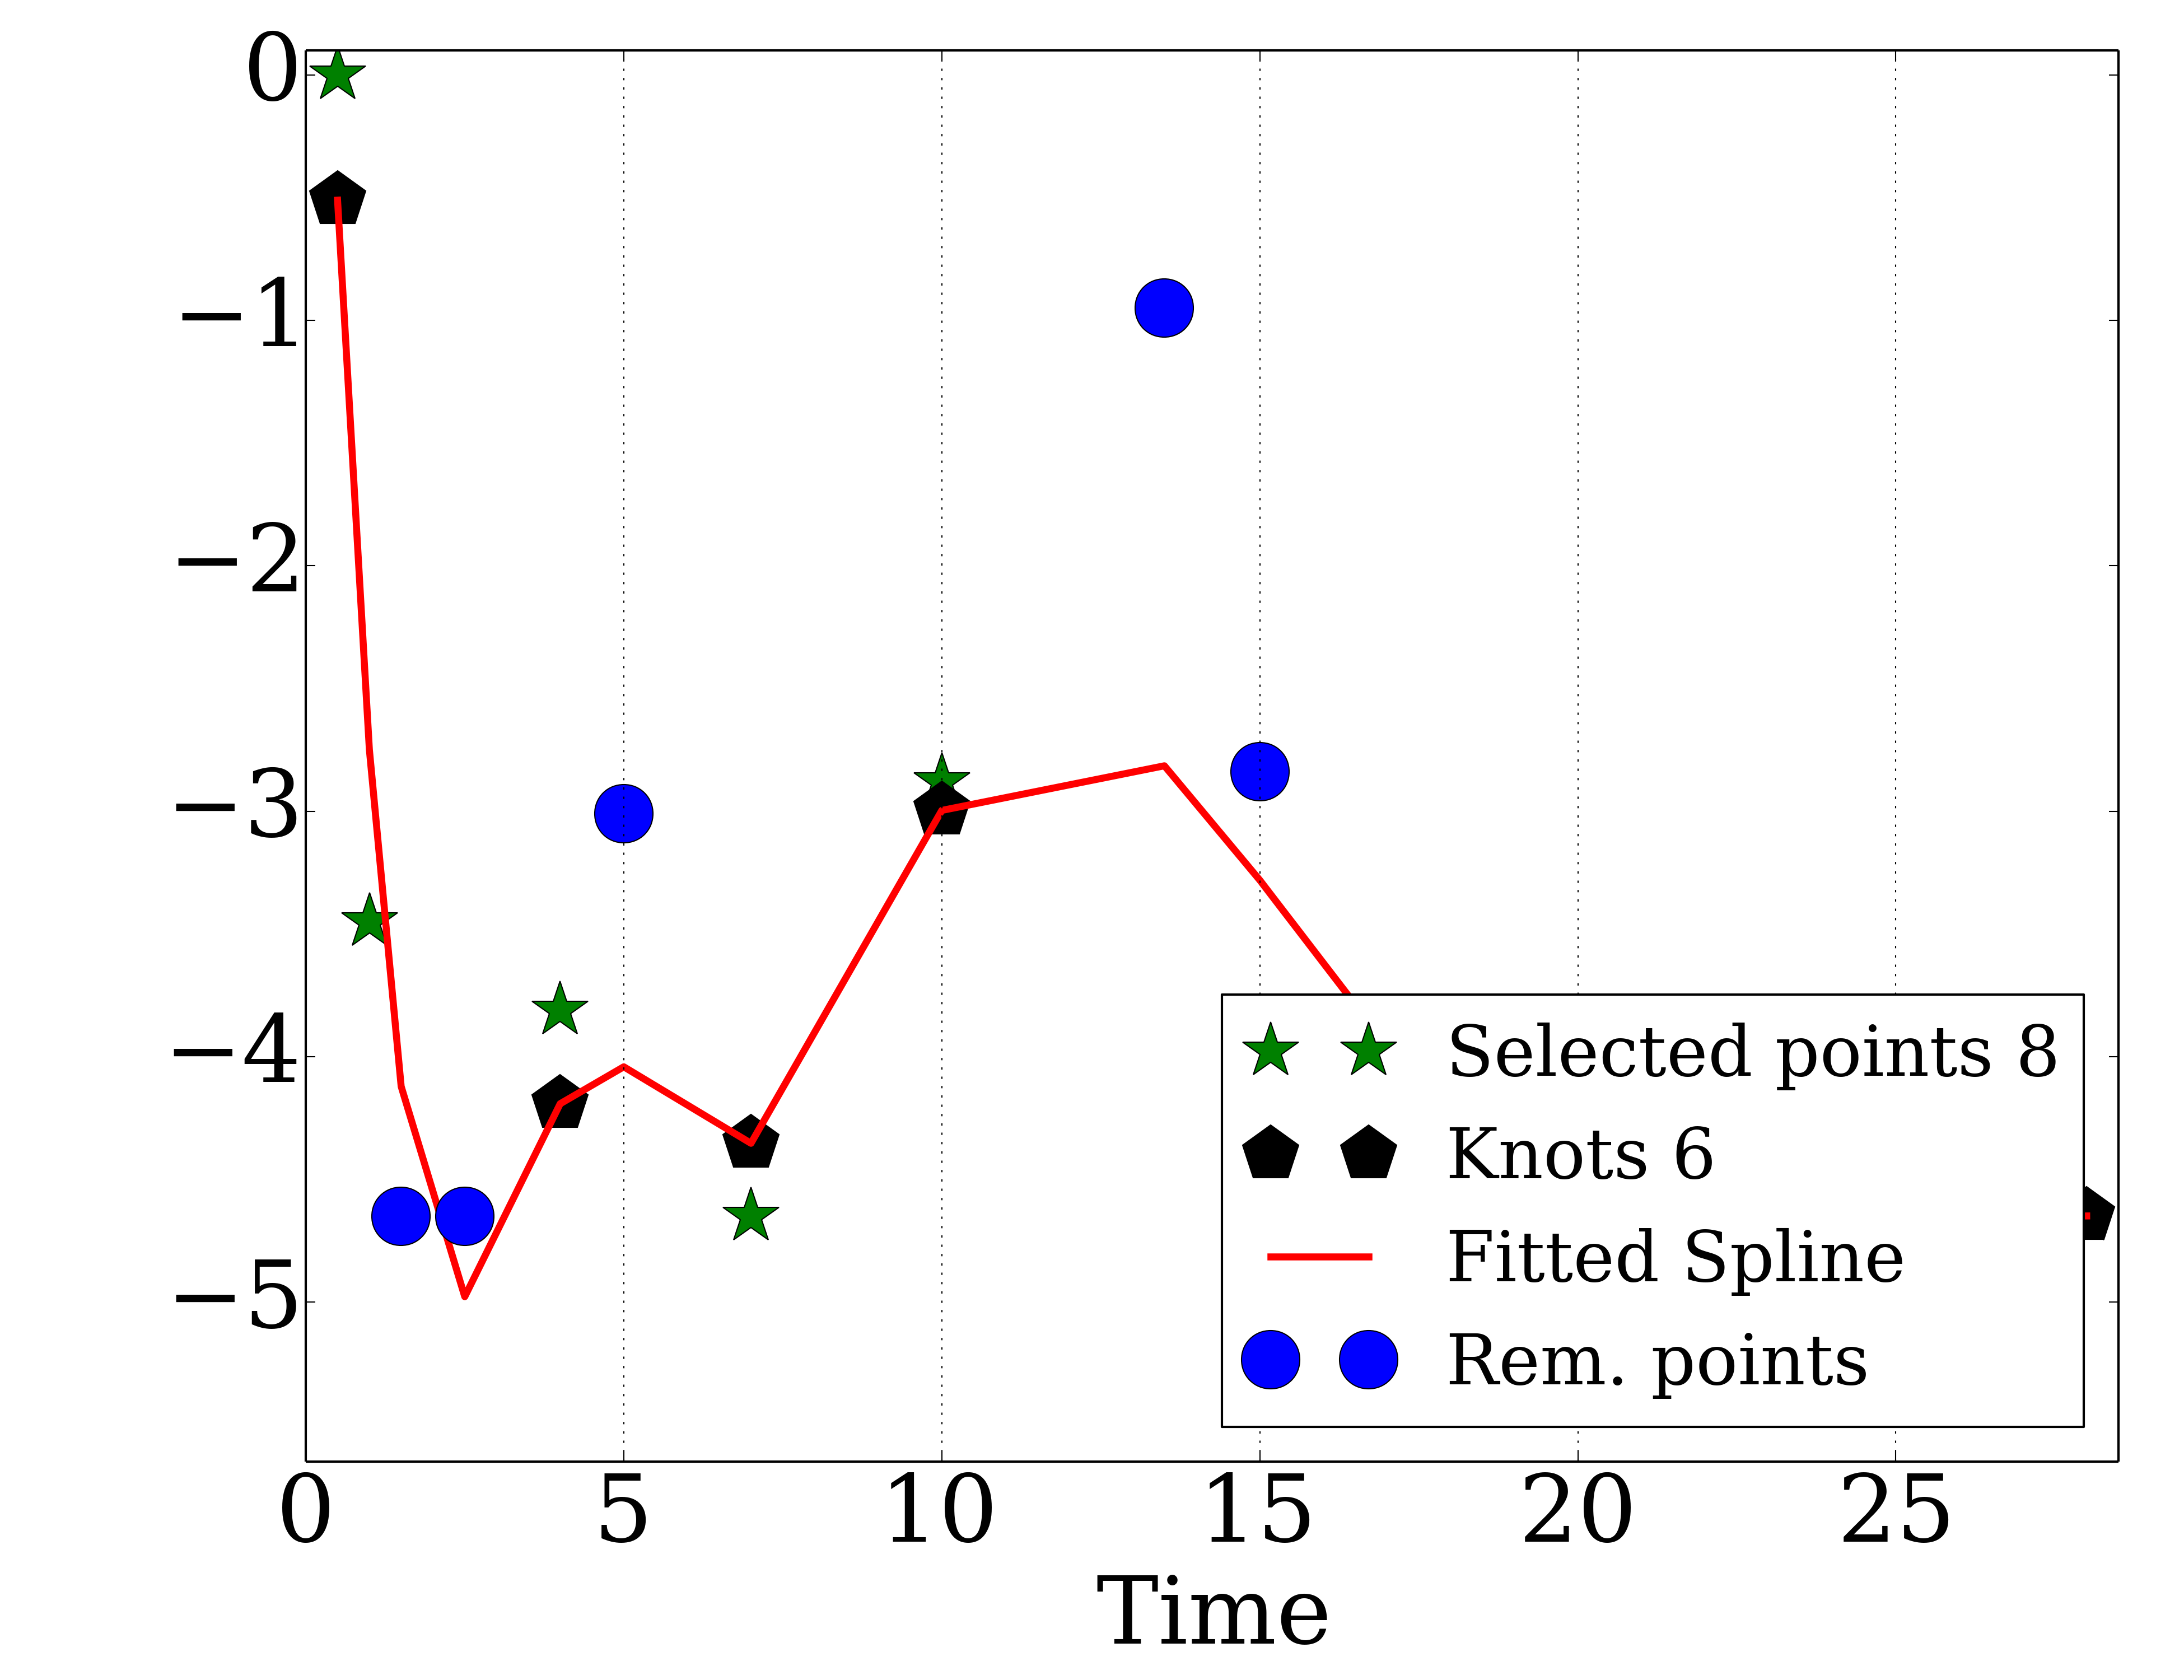 0
−1
−2
−3
−4
−5
Selected points 8
Knots 6
Fitted Spline
Rem. points
0 5 10 15 20 25
Time